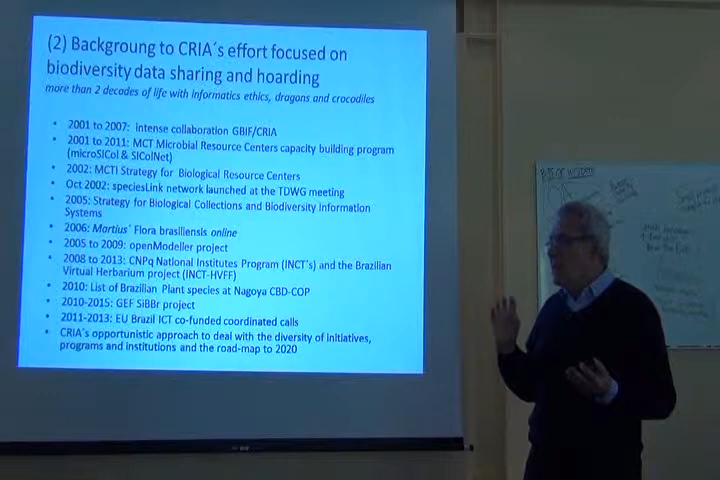 (2) Backgroung to CRIA´s effort focused on
biodiversity data sharing and hoarding
more than 2 decades of life with informatics ethics, dragons and crocodiles
• 2001 to 2007: intense collaboration GBIF/CRIA
• 2001 to 2011: MCT Microbial Resource Centers capacity building program
(microSICol & SIColNet)
• 2002: MCTI Strategy for Biological Resource Centers
• Oct 2002: speciesLink network launched at the TDWG meeting
• 2005: Strategy for Biological Collections and Biodiversity Information
Systems
• 2006: Martius´ Flora brasiliensis online
• 2005 to 2009: openModeller project
• 2008 to 2013: CNPq National Institutes Program (INCT's) and the Brazilian
Virtual Herbarium project (INCT-HVFF)
• 2010: List of Brazilian Plant species at Nagoya CBD-COP
• 2010-2015: GEF SiBBr project
• 2011-2013: EU Brazil ICT co-funded coordinated calls
• CRIA´s opportunistic approach to deal with the diversity of initiatives,
programs and institutions and the road-map to 2020